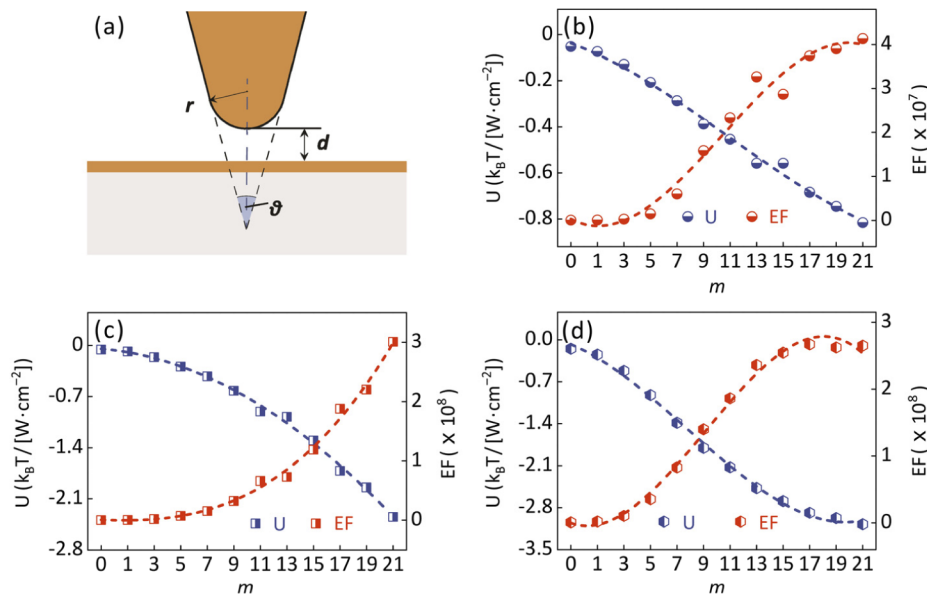 (a)
r
d
ϑ
(b)
U (k_BT/[W·cm⁻²])
0
-0.2
-0.4
-0.6
-0.8
U
EF
0 1 3 5 7 9 11 13 15 17 19 21
m
4
3
2
1
0
EF ( x 10⁷)
(c)
U (k_BT/[W·cm⁻²])
0
-0.7
-1.4
-2.1
-2.8
U
EF
0 1 3 5 7 9 11 13 15 17 19 21
m
3
2
1
0
EF ( x 10⁸)
(d)
U (k_BT/[W·cm⁻²])
0.0
-0.7
-1.4
-2.1
-2.8
-3.5
U
EF
0 1 3 5 7 9 11 13 15 17 19 21
m
3
2
1
0
EF ( x 10⁸)